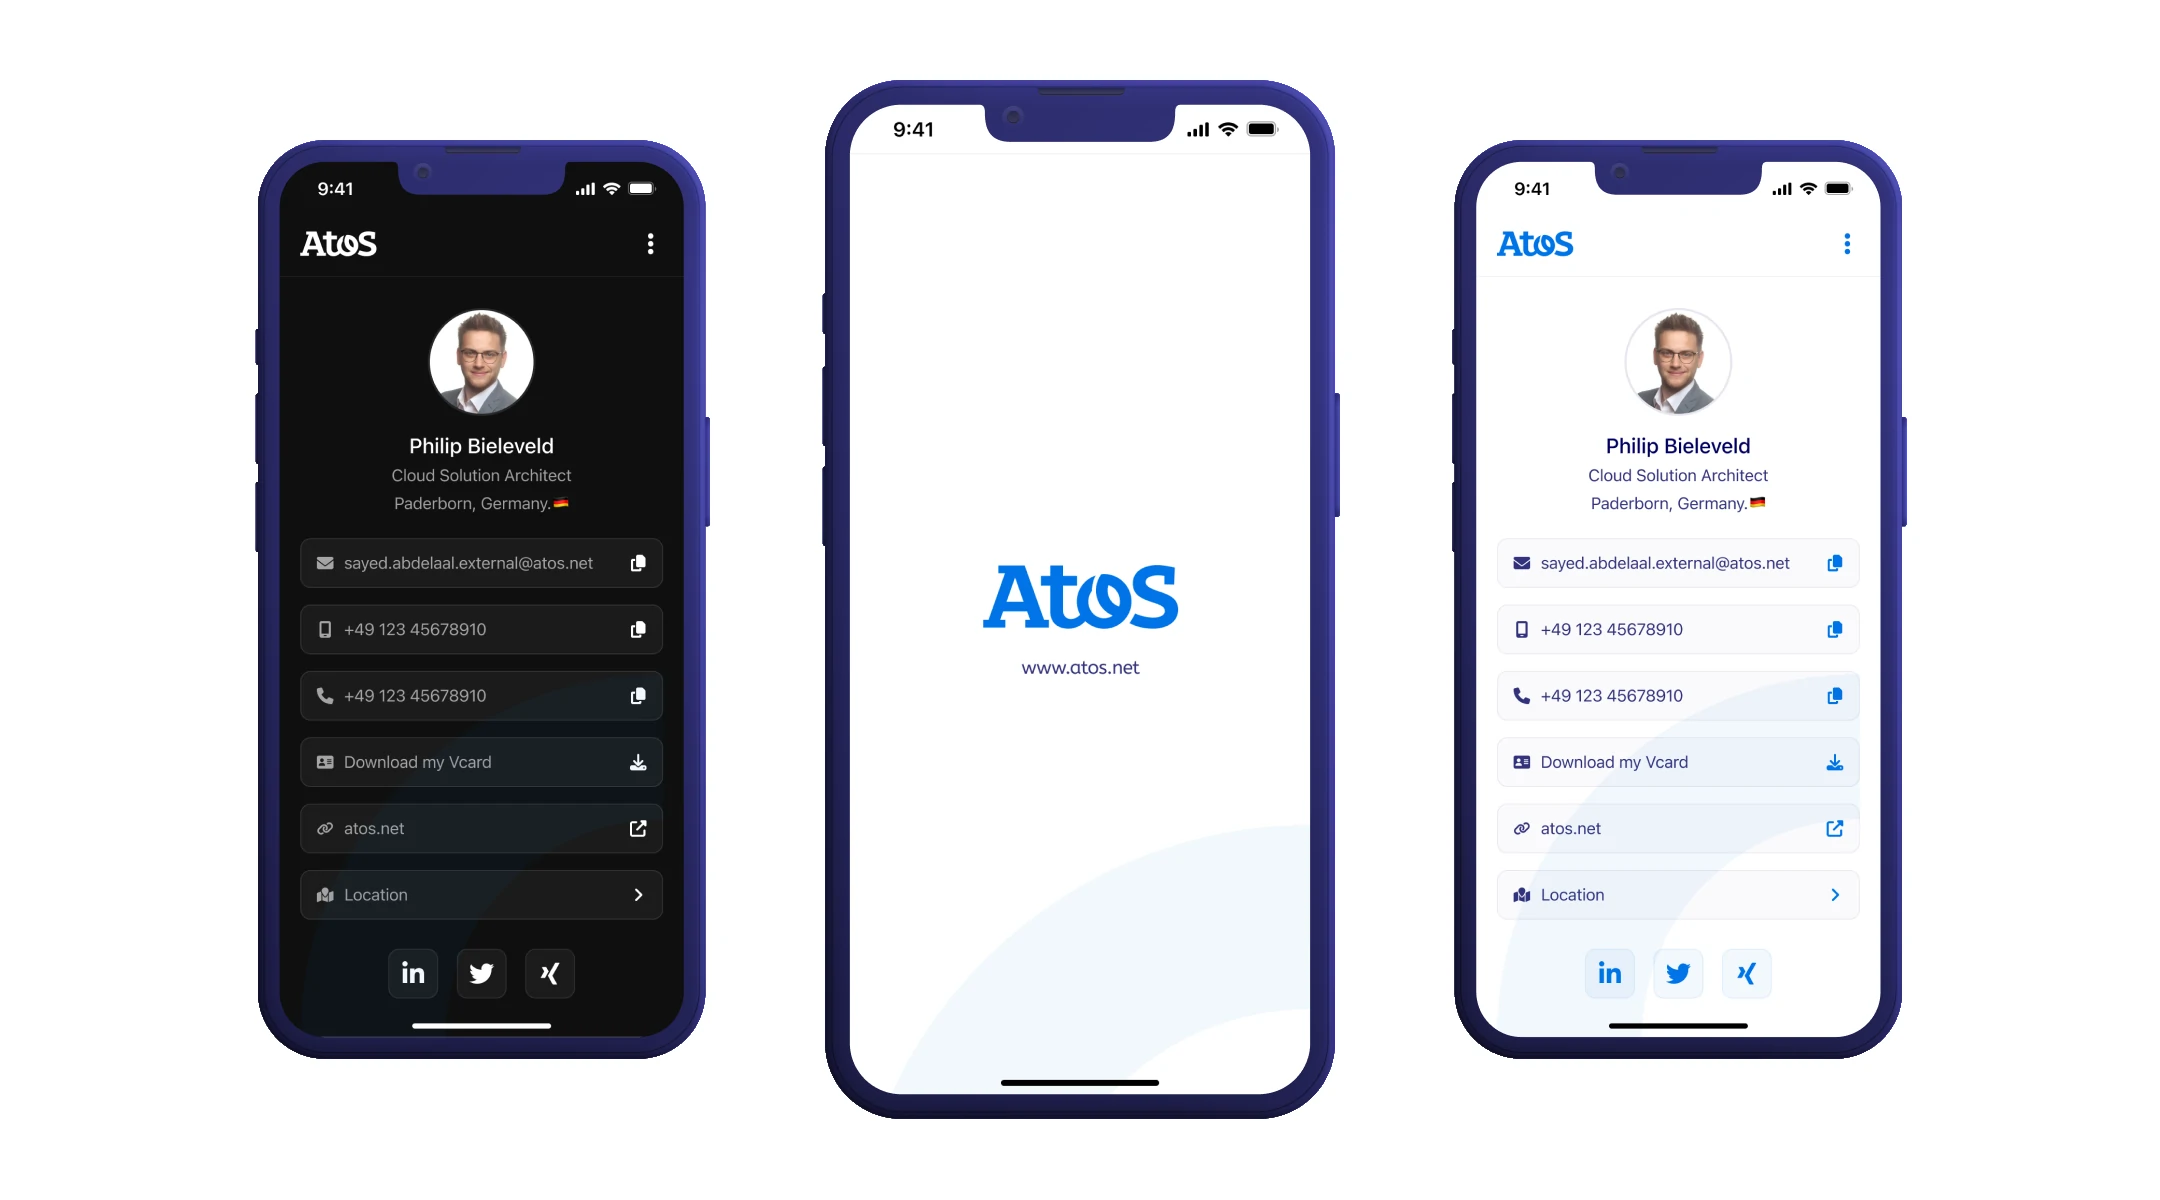 9:41
Atos
Philip Bieleveld
Cloud Solution Architect
Paderborn, Germany.
sayed.abdelaal.external@atos.net
+49 123 45678910
+49 123 45678910
Download my Vcard
atos.net
Location
in
9:41
Atos
www.atos.net
9:41
Atos
Philip Bieleveld
Cloud Solution Architect
Paderborn, Germany.
sayed.abdelaal.external@atos.net
+49 123 45678910
+49 123 45678910
Download my Vcard
atos.net
Location
in